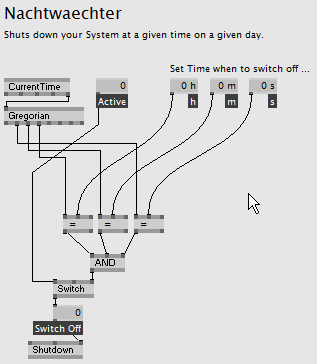 Nachtwaechter
Shuts down your System at a given time on a given day.
Set Time when to switch off ...
CurrentTime
0
0 h
0 m
0 s
Active
h
m
s
Gregorian
=
=
=
AND
Switch
0
Switch Off
Shutdown